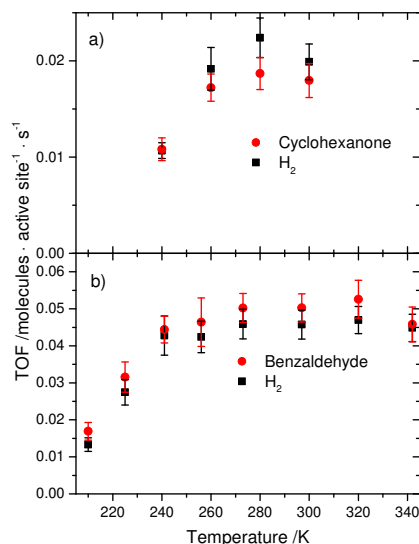 a)
0.02
0.01
0.00
Cyclohexanone
H2
TOF /molecules · active site-1 · s-1
b)
0.06
0.05
0.04
0.03
0.02
0.01
0.00
Benzaldehyde
H2
220 240 260 280 300 320 340
Temperature /K